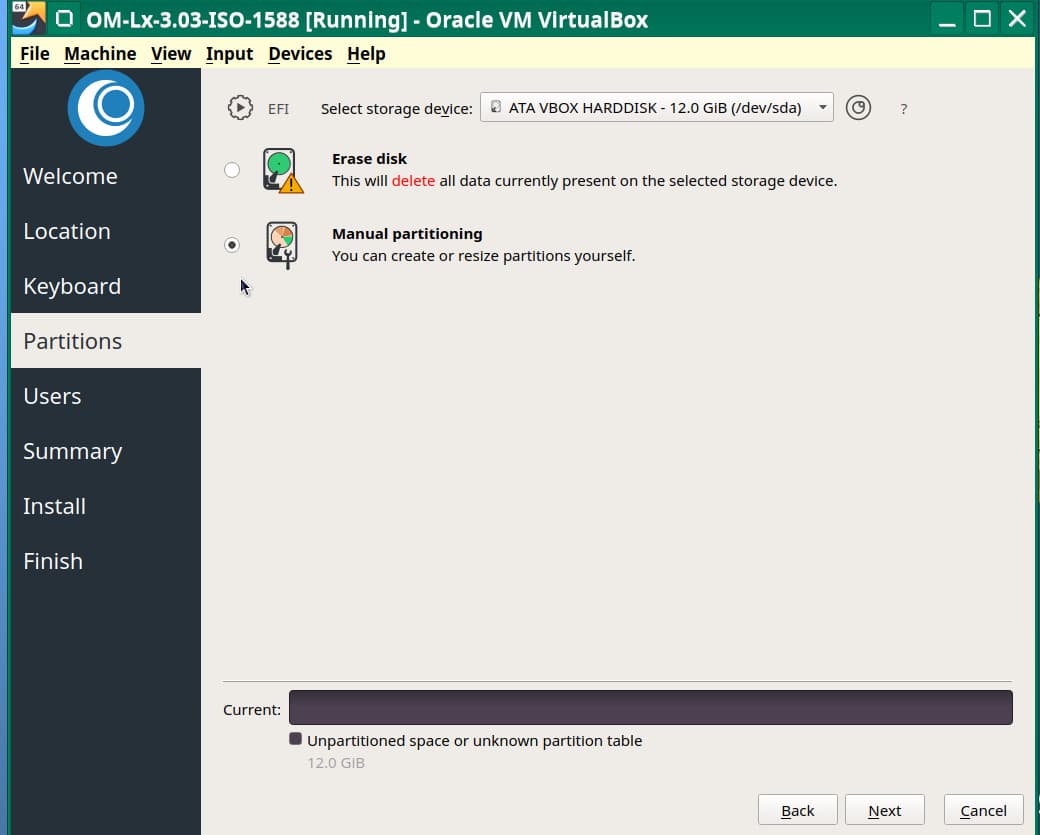 64
OM-Lx-3.03-ISO-1588 [Running] - Oracle VM VirtualBox
File Machine View Input Devices Help
EFI Select storage device: ATA VBOX HARDDISK - 12.0 GiB (/dev/sda) ?
Erase disk
This will delete all data currently present on the selected storage device.
Manual partitioning
You can create or resize partitions yourself.
Welcome
Location
Keyboard
Partitions
Users
Summary
Install
Finish
Current:
Unpartitioned space or unknown partition table
12.0 GiB
Back Next Cancel